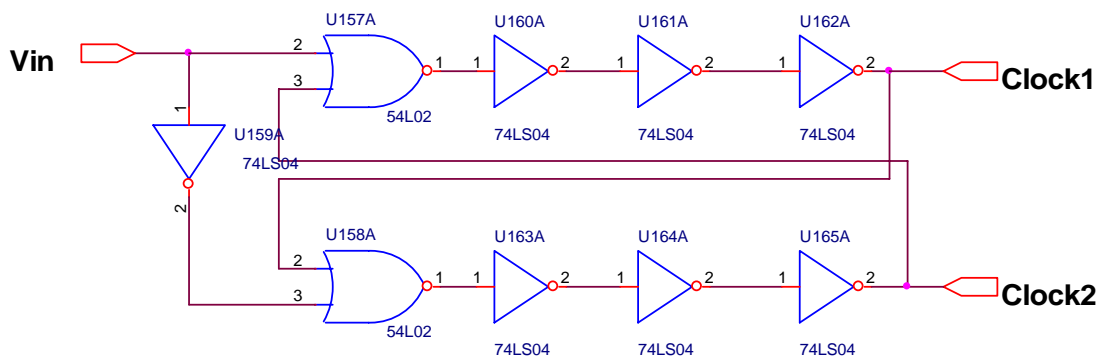 U157A
U160A
U161A
U162A
Vin
2
3
1
1
2
1
2
1
2
Clock1
54L02
74LS04
74LS04
74LS04
1
U159A
74LS04
2
U158A
U163A
U164A
U165A
2
3
1
1
2
1
2
1
2
Clock2
54L02
74LS04
74LS04
74LS04